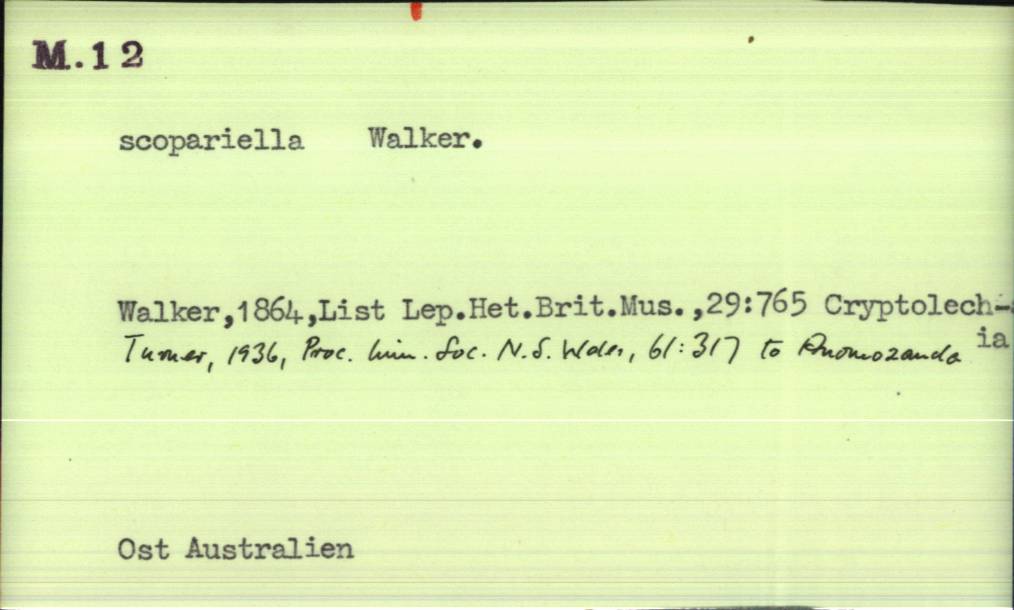 M.12
scopariella Walker.
Walker,1864,List Lep.Het.Brit.Mus.,29:765 Cryptolech-
ia
Turner, 1936, Proc. Linn. Soc. N.S. Wales, 61:317 to Anomozancla
Ost Australien